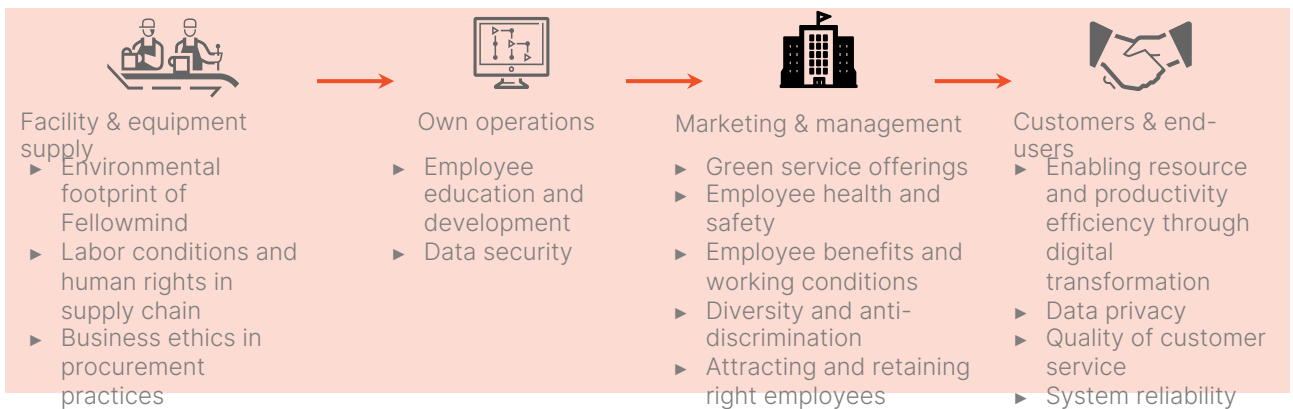 Facility & equipment
supply
► Environmental
footprint of
Fellowmind
► Labor conditions and
human rights in
supply chain
► Business ethics in
procurement
practices
Own operations
► Employee
education and
development
► Data security
Marketing & management
► Green service offerings
► Employee health and
safety
► Employee benefits and
working conditions
► Diversity and anti-
discrimination
► Attracting and retaining
right employees
Customers & end-
users
► Enabling resource
and productivity
efficiency through
digital
transformation
► Data privacy
► Quality of customer
service
► System reliability